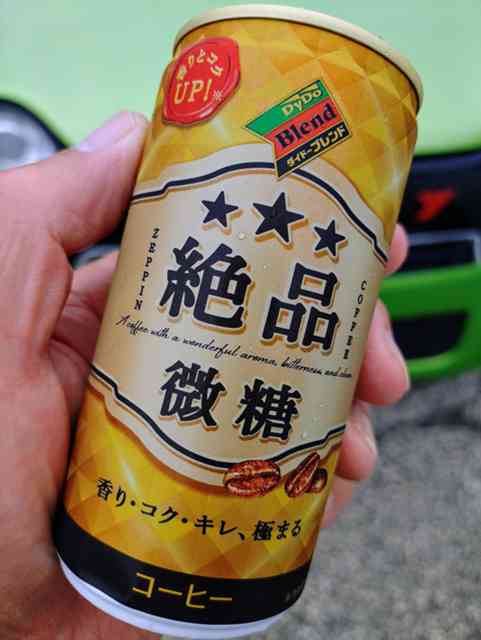 香りとコク
UP!※
DyDo
Blend
ダイドーブレンド
ZEPPIN
COFFEE
絶品
A coffee with a wonderful aroma, bitterness, and clean
微糖
香り・コク・キレ、極まる
コーヒー